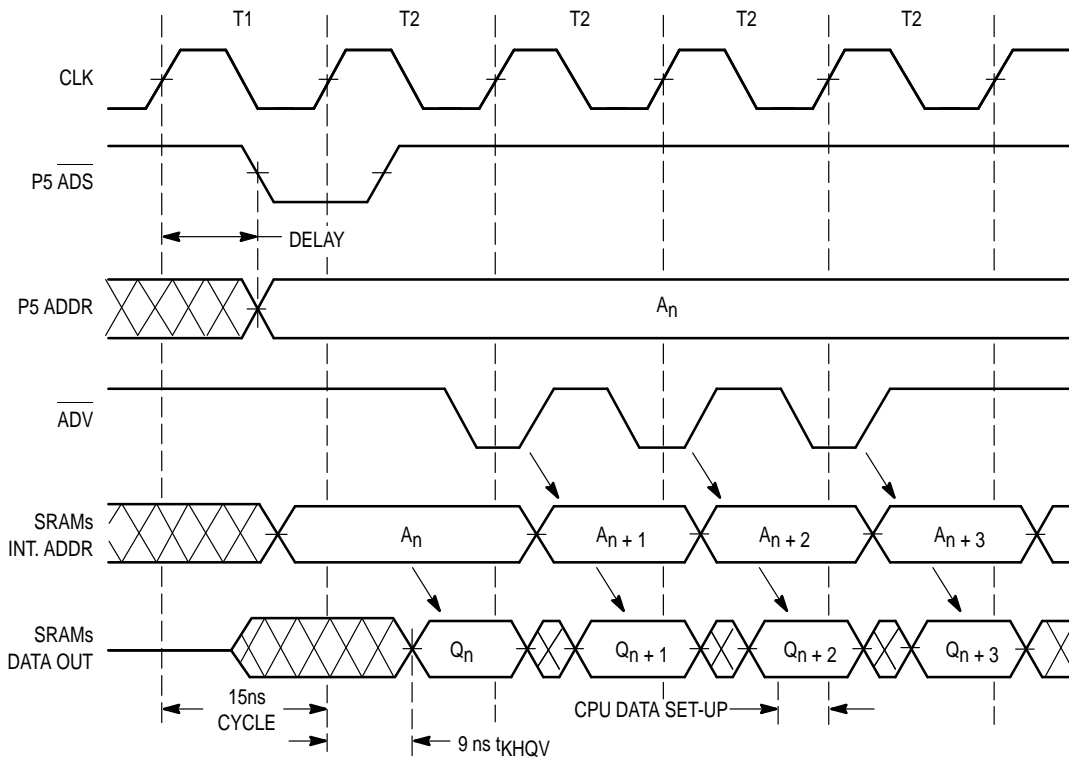 T1 T2 T2 T2 T2
CLK
P5 ADS
DELAY
P5 ADDR
An
ADV
SRAMs
INT. ADDR
An An + 1 An + 2 An + 3
SRAMs
DATA OUT
Qn Qn + 1 Qn + 2 Qn + 3
15ns
CYCLE
CPU DATA SET-UP
9 ns tKHQV